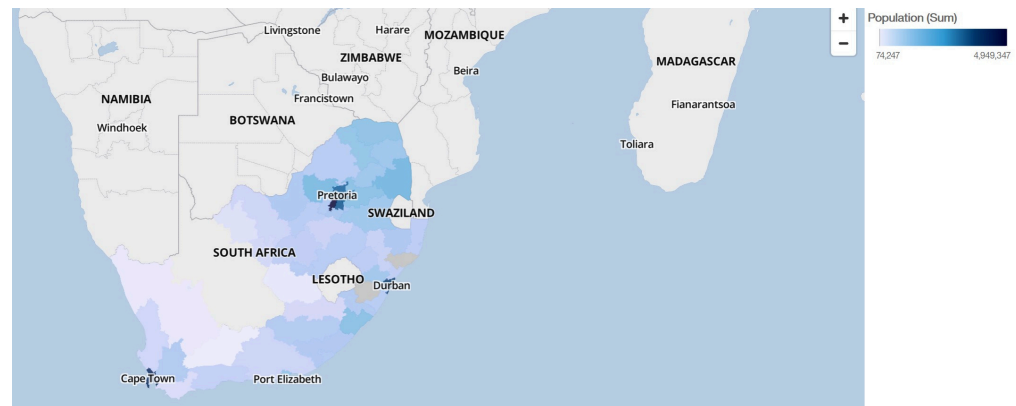 Livingstone
Harare
MOZAMBIQUE
+
Population (Sum)
−
74,247
4,949,347
ZIMBABWE
MADAGASCAR
Bulawayo
Beira
NAMIBIA
Francistown
Fianarantsoa
BOTSWANA
Windhoek
Toliara
Pretoria
SWAZILAND
SOUTH AFRICA
LESOTHO
Durban
Cape Town
Port Elizabeth